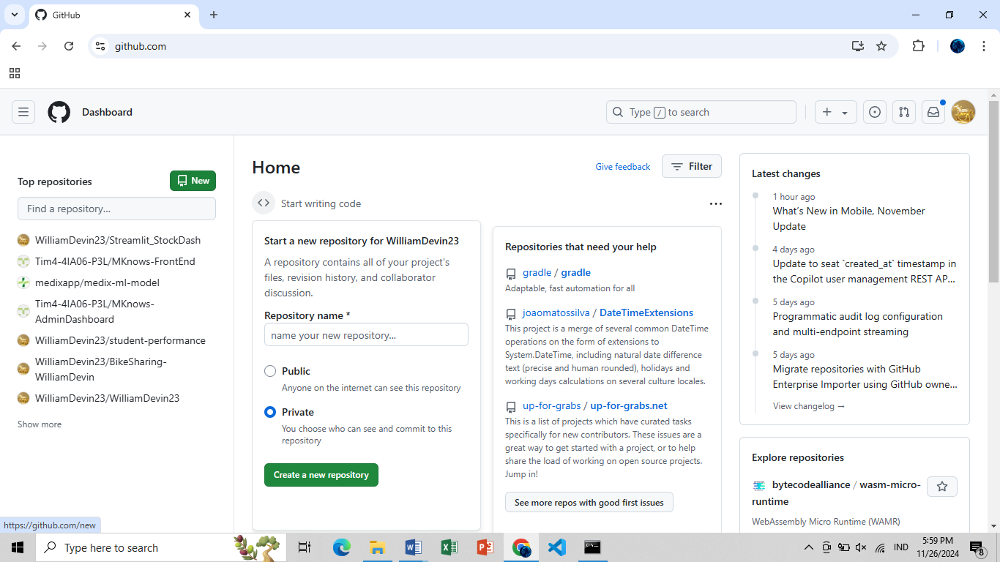 GitHub
github.com
Dashboard
Type / to search
Top repositories
New
Find a repository...
WilliamDevin23/Streamlit_StockDash
Tim4-4IA06-P3L/MKnows-FrontEnd
medixapp/medix-ml-model
Tim4-4IA06-P3L/MKnows-
AdminDashboard
WilliamDevin23/student-performance
WilliamDevin23/BikeSharing-
WilliamDevin
WilliamDevin23/WilliamDevin23
Show more
Home
Give feedback
Filter
Start writing code
Start a new repository for WilliamDevin23
A repository contains all of your project's
files, revision history, and collaborator
discussion.
Repository name *
name your new repository...
Public
Anyone on the internet can see this repository
Private
You choose who can see and commit to this
repository
Create a new repository
Repositories that need your help
gradle / gradle
Adaptable, fast automation for all
joaomatossilva / DateTimeExtensions
This project is a merge of several common DateTime
operations on the form of extensions to
System.DateTime, including natural date difference
text (precise and human rounded), holidays and
working days calculations on several culture locales.
up-for-grabs / up-for-grabs.net
This is a list of projects which have curated tasks
specifically for new contributors. These issues are a
great way to get started with a project, or to help
share the load of working on open source projects.
Jump in!
See more repos with good first issues
Latest changes
1 hour ago
What's New in Mobile, November
Update
4 days ago
Update to seat `created_at` timestamp in
the Copilot user management REST AP...
5 days ago
Programmatic audit log configuration
and multi-endpoint streaming
5 days ago
Migrate repositories with GitHub
Enterprise Importer using GitHub owne...
View changelog →
Explore repositories
bytecodealliance / wasm-micro-
runtime
WebAssembly Micro Runtime (WAMR)
https://github.com/new
Type here to search
IND
5:59 PM
11/26/2024
8